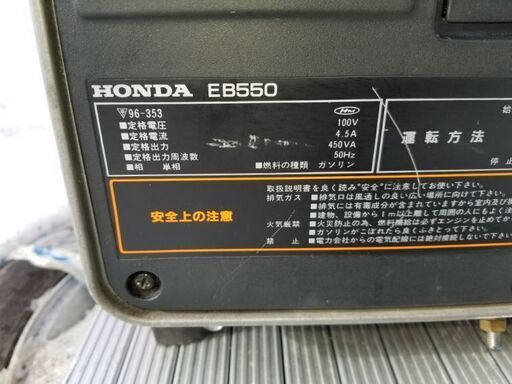 HONDA EB550
▽96-353
■定格電圧 100V
■定格電流 4.5A
■定格出力 450VA
■定格出力周波数 50Hz
■相 単相 ■燃料の種類 ガソリン
運転方法
始
停止
安全上の注意
取扱説明書を良く読み"安全"に注意してお使い下さい。
排気ガス ■排気口は風通しの良い広い場所に向けて下さい。
■排気には有毒成分が含まれていますから室内及び換
■建物、設備から1m以上離して周囲の人にもよく注
火気厳禁 ■火災防止の為、燃料補給は必ずエンジンを止めてから
■ガソリンがこぼれたら良くふきとって下さい。
■電力会社からの電気配線には絶対接続しないで下さい